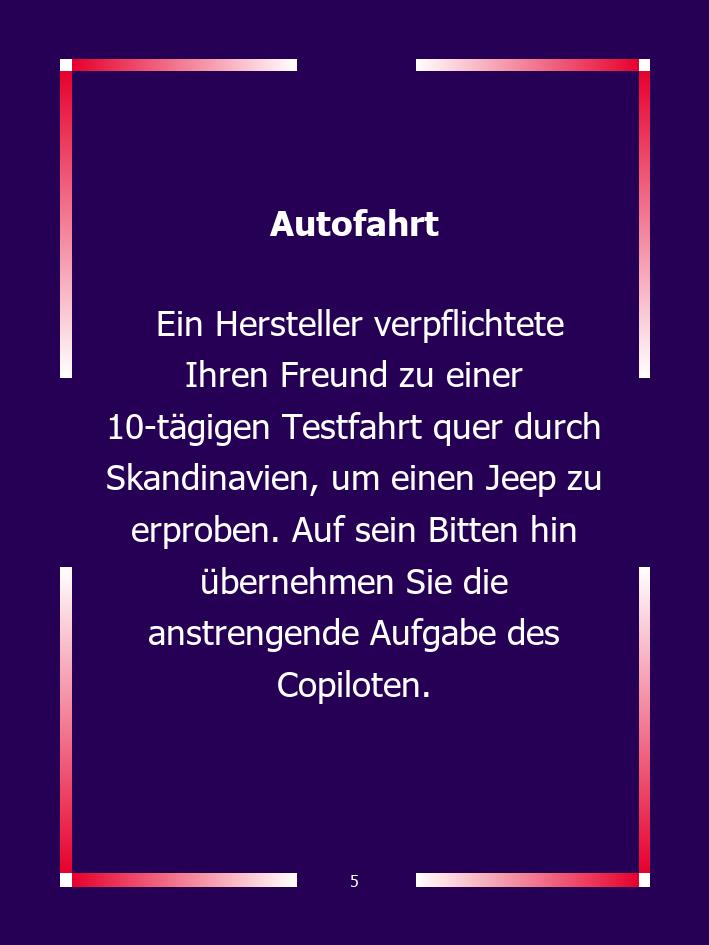 Autofahrt
Ein Hersteller verpflichtete
Ihren Freund zu einer
10-tägigen Testfahrt quer durch
Skandinavien, um einen Jeep zu
erproben. Auf sein Bitten hin
übernehmen Sie die
anstrengende Aufgabe des
Copiloten.
5